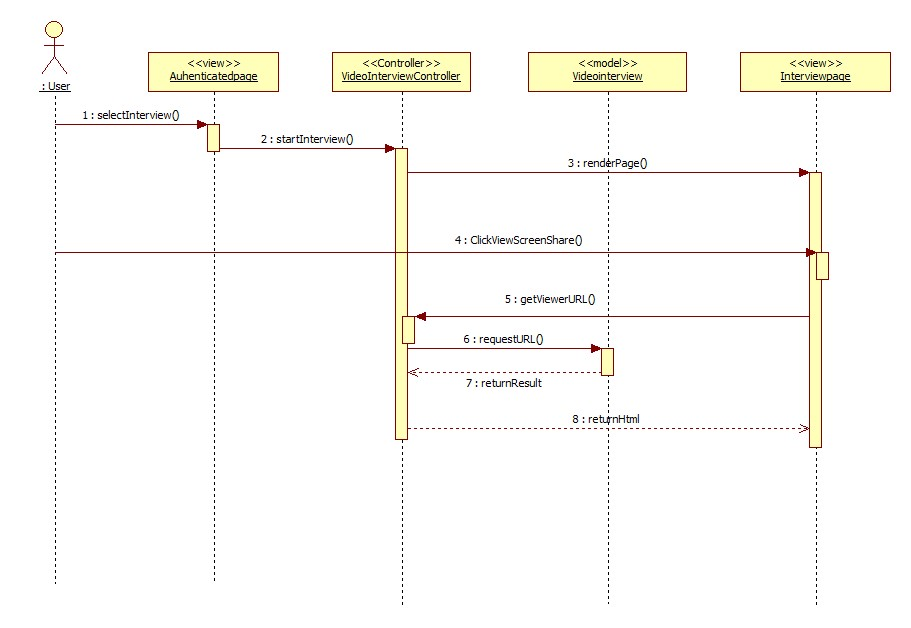 : User
<<view>>
Auhenticatedpage
<<Controller>>
VideoInterviewController
<<model>>
Videointerview
<<view>>
Interviewpage
1 : selectInterview()
2 : startInterview()
3 : renderPage()
4 : ClickViewScreenShare()
5 : getViewerURL()
6 : requestURL()
7 : returnResult
8 : returnHtml